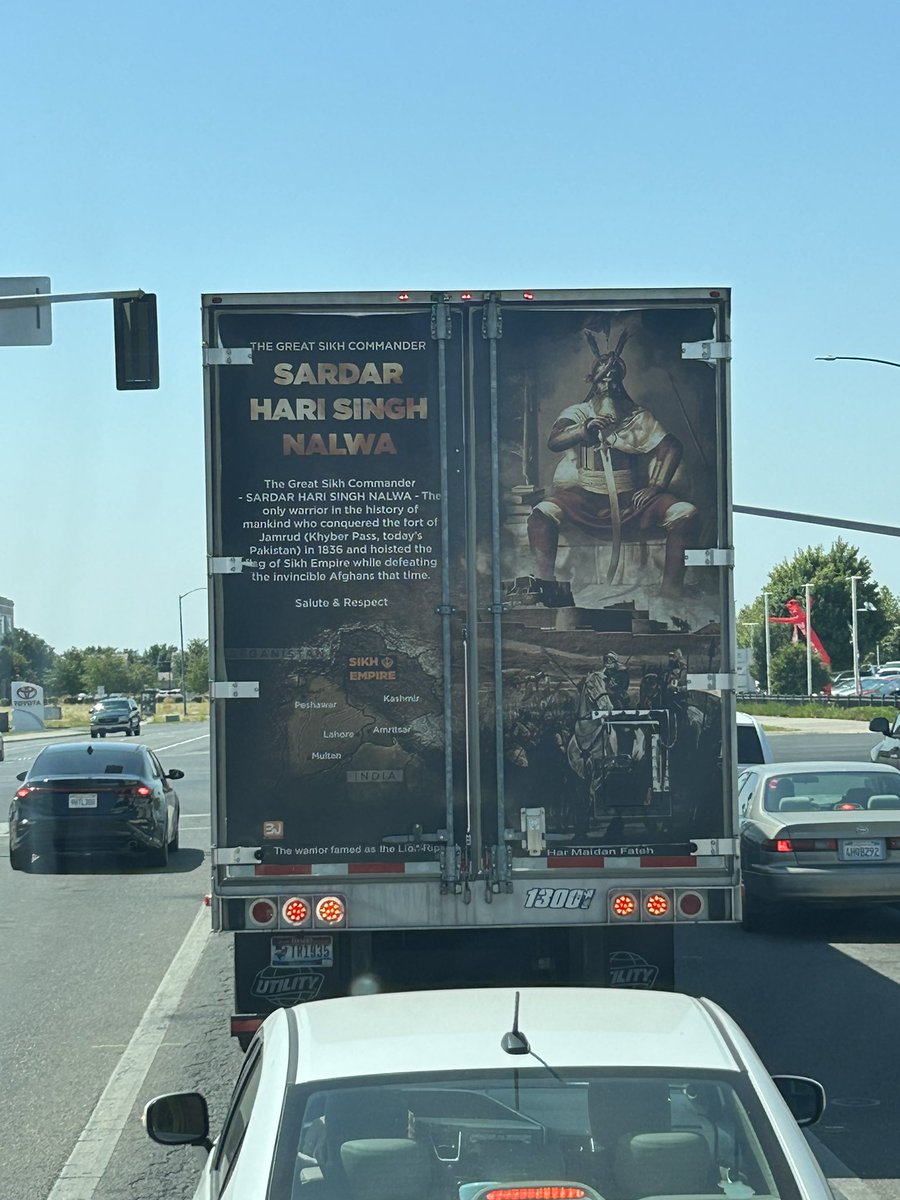 THE GREAT SIKH COMMANDER
SARDAR
HARI SINGH
NALWA
The Great Sikh Commander
- SARDAR HARI SINGH NALWA - The
only warrior in the history of
mankind who conquered the fort of
Jamrud (Khyber Pass, today's
Pakistan) in 1836 and hoisted the
of Sikh Empire while defeating
the invincible Afghans that time.
Salute & Respect
SIKH
EMPIRE
Peshawar
Kashmir
Lahore
Amritsar
Multan
INDIA
The warrior famed as the
Har Maidan Fateh
1300
UTILITY
TOYOTA